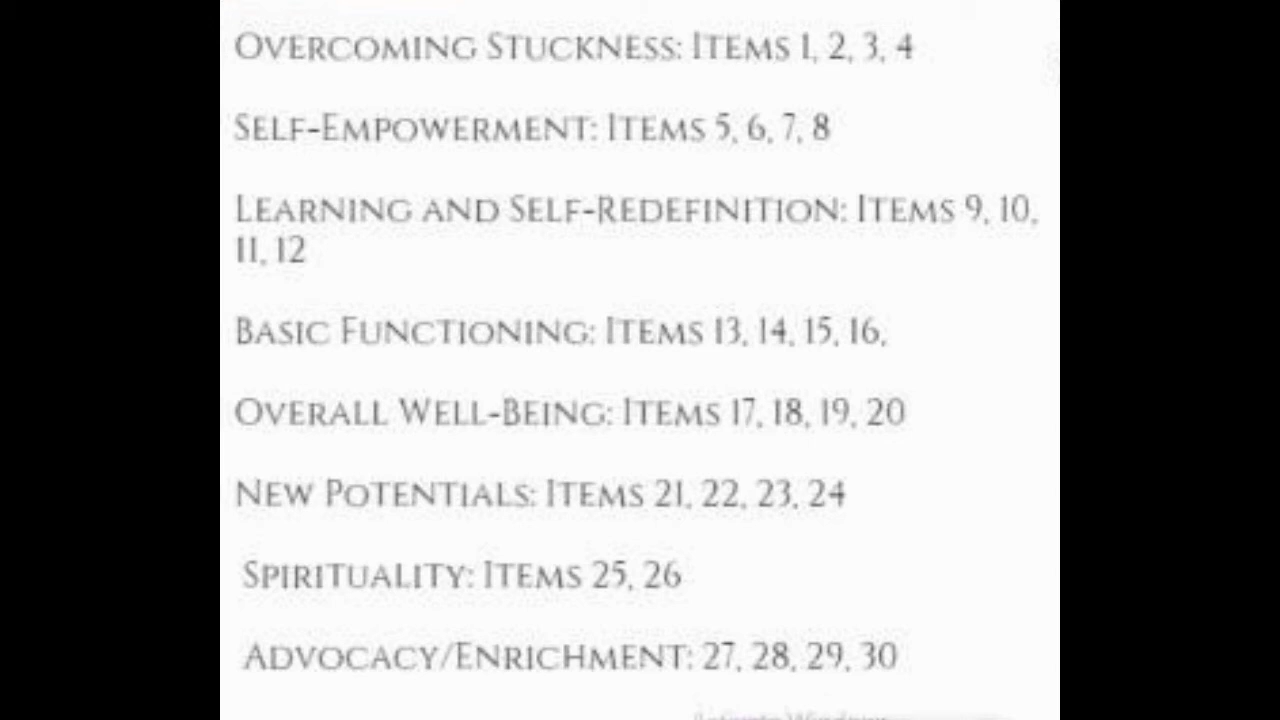 Overcoming Stuckness: Items 1, 2, 3, 4
Self-Empowerment: Items 5, 6, 7, 8
Learning and Self-Redefinition: Items 9, 10,
11, 12
Basic Functioning: Items 13, 14, 15, 16,
Overall Well-Being: Items 17, 18, 19, 20
New Potentials: Items 21, 22, 23, 24
Spirituality: Items 25, 26
Advocacy/Enrichment: 27, 28, 29, 30